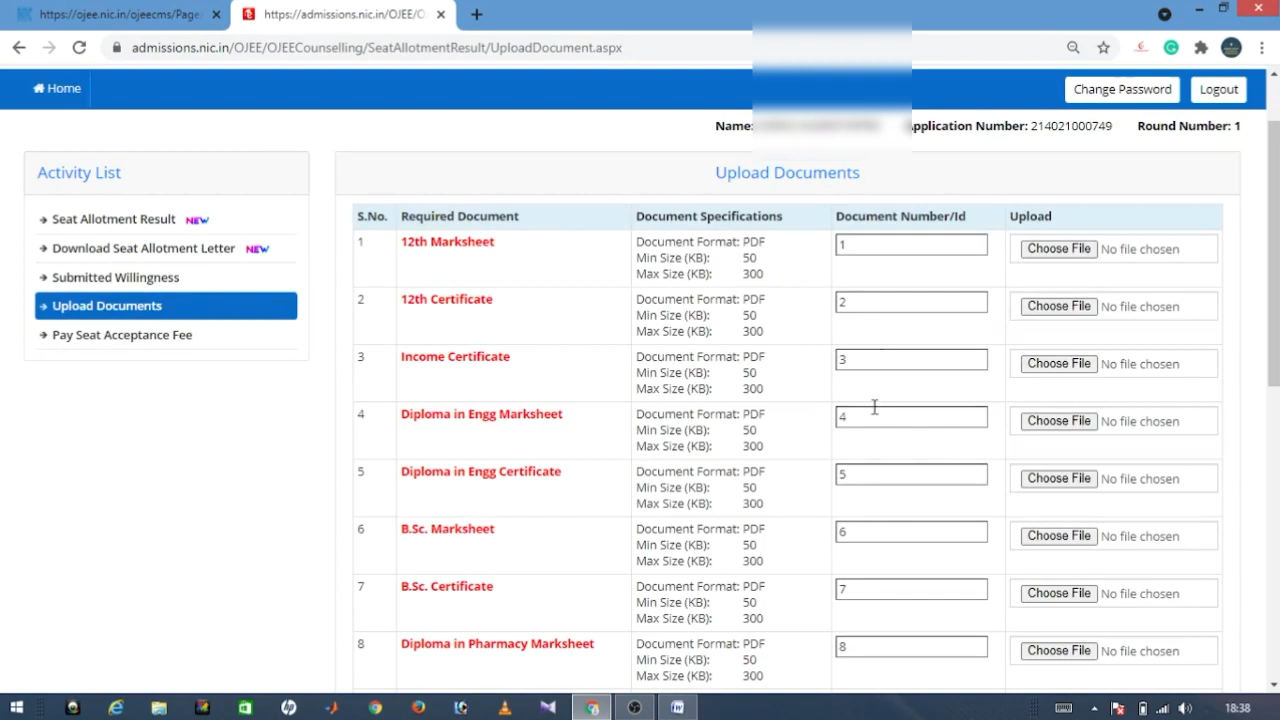 https://ojee.nic.in/ojeecms/Page
https://admissions.nic.in/OJEE/O
admissions.nic.in/OJEE/OJEECounselling/SeatAllotmentResult/UploadDocument.aspx
Home
Change Password
Logout
Name:
Application Number: 214021000749
Round Number: 1
Activity List
Seat Allotment Result NEW
Download Seat Allotment Letter NEW
Submitted Willingness
Upload Documents
Pay Seat Acceptance Fee
Upload Documents
S.No. Required Document Document Specifications Document Number/Id Upload
1 12th Marksheet Document Format: PDF 1 Choose File No file chosen
Min Size (KB): 50
Max Size (KB): 300
2 12th Certificate Document Format: PDF 2 Choose File No file chosen
Min Size (KB): 50
Max Size (KB): 300
3 Income Certificate Document Format: PDF 3 Choose File No file chosen
Min Size (KB): 50
Max Size (KB): 300
4 Diploma in Engg Marksheet Document Format: PDF 4 Choose File No file chosen
Min Size (KB): 50
Max Size (KB): 300
5 Diploma in Engg Certificate Document Format: PDF 5 Choose File No file chosen
Min Size (KB): 50
Max Size (KB): 300
6 B.Sc. Marksheet Document Format: PDF 6 Choose File No file chosen
Min Size (KB): 50
Max Size (KB): 300
7 B.Sc. Certificate Document Format: PDF 7 Choose File No file chosen
Min Size (KB): 50
Max Size (KB): 300
8 Diploma in Pharmacy Marksheet Document Format: PDF 8 Choose File No file chosen
Min Size (KB): 50
Max Size (KB): 300
18:38